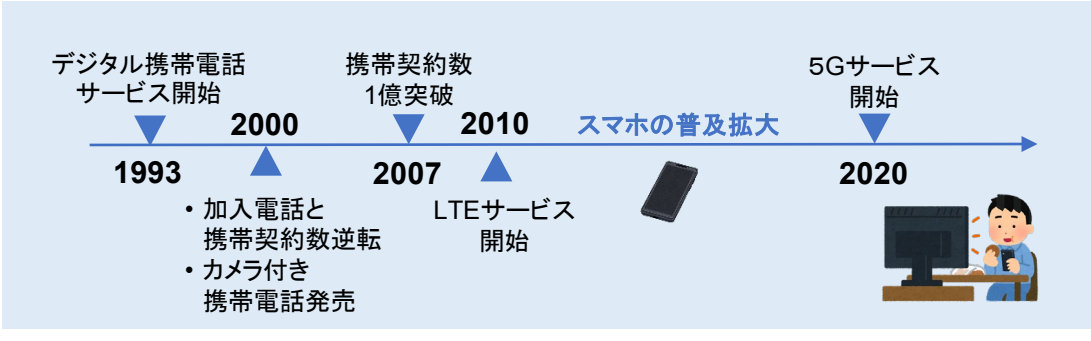 デジタル携帯電話
サービス開始
1993
2000
・加入電話と
携帯契約数逆転
・カメラ付き
携帯電話発売
携帯契約数
1億突破
2007
2010
LTEサービス
開始
スマホの普及拡大
5Gサービス
開始
2020